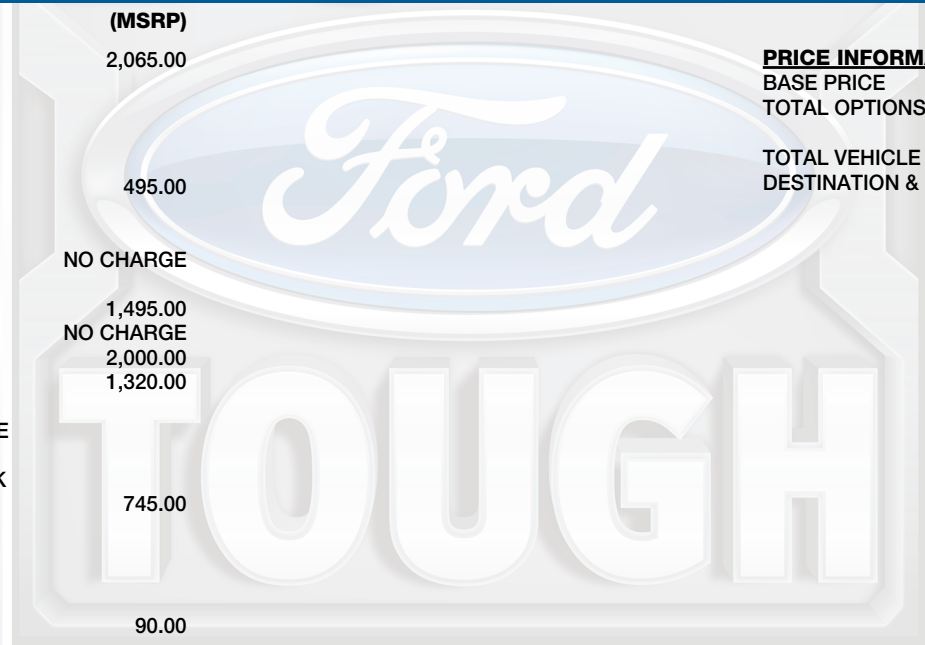 (MSRP)
2,065.00
495.00
NO CHARGE
1,495.00
NO CHARGE
2,000.00
1,320.00
E
K
745.00
90.00
Ford
TOUGH
PRICE INFORMA
BASE PRICE
TOTAL OPTIONS
TOTAL VEHICLE
DESTINATION &